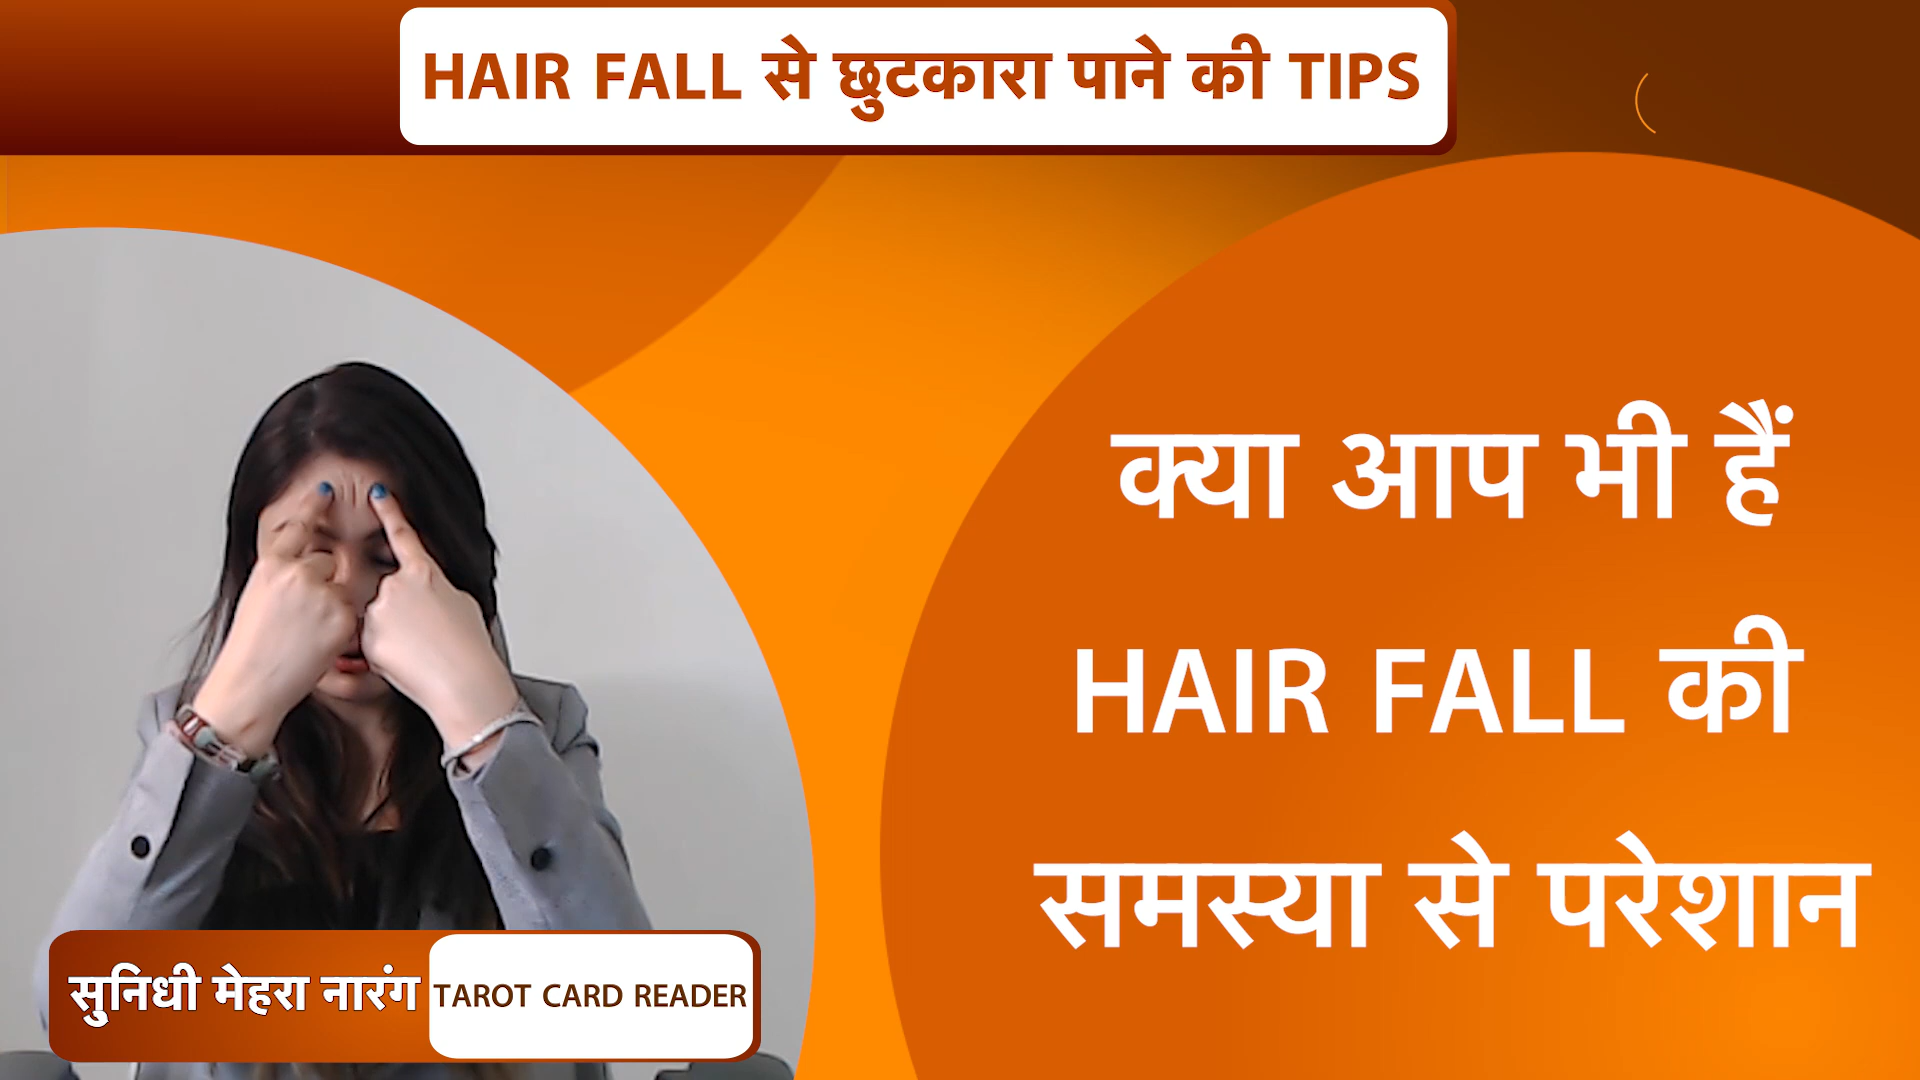 HAIR FALL से छुटकारा पाने की TIPS
क्या आप भी हैं
HAIR FALL की
समस्या से परेशान
सुनिधी मेहरा नारंग TAROT CARD READER